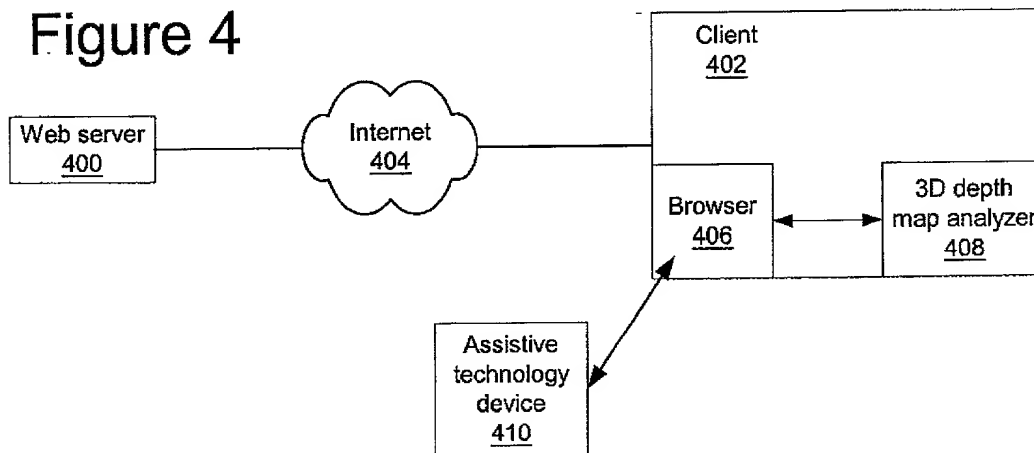 Figure 4
Client
402
Web server
400
Internet
404
Browser
406
3D depth
map analyzer
408
Assistive
technology
device
410